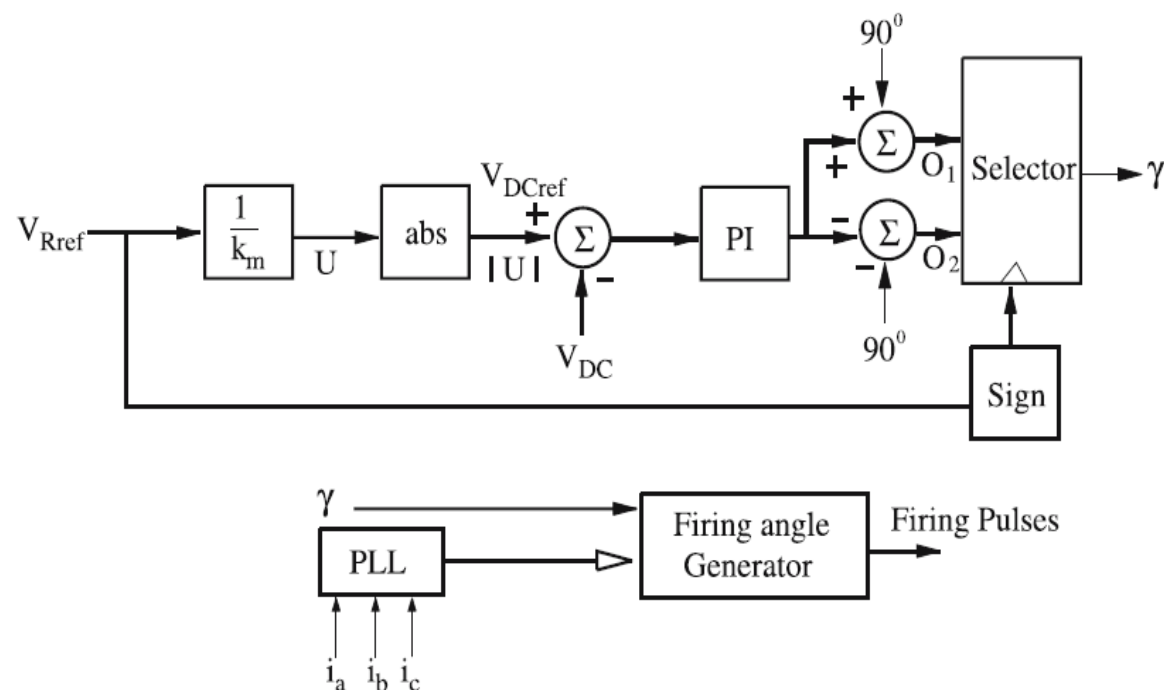 90⁰
+
+
O₁
Selector
γ
V_Rref
1
k_m
U
abs
V_DCref
+
|U|
Σ
-
V_DC
PI
Σ
-
-
Σ
O₂
90⁰
Sign
γ
PLL
i_a i_b i_c
Firing angle
Generator
Firing Pulses